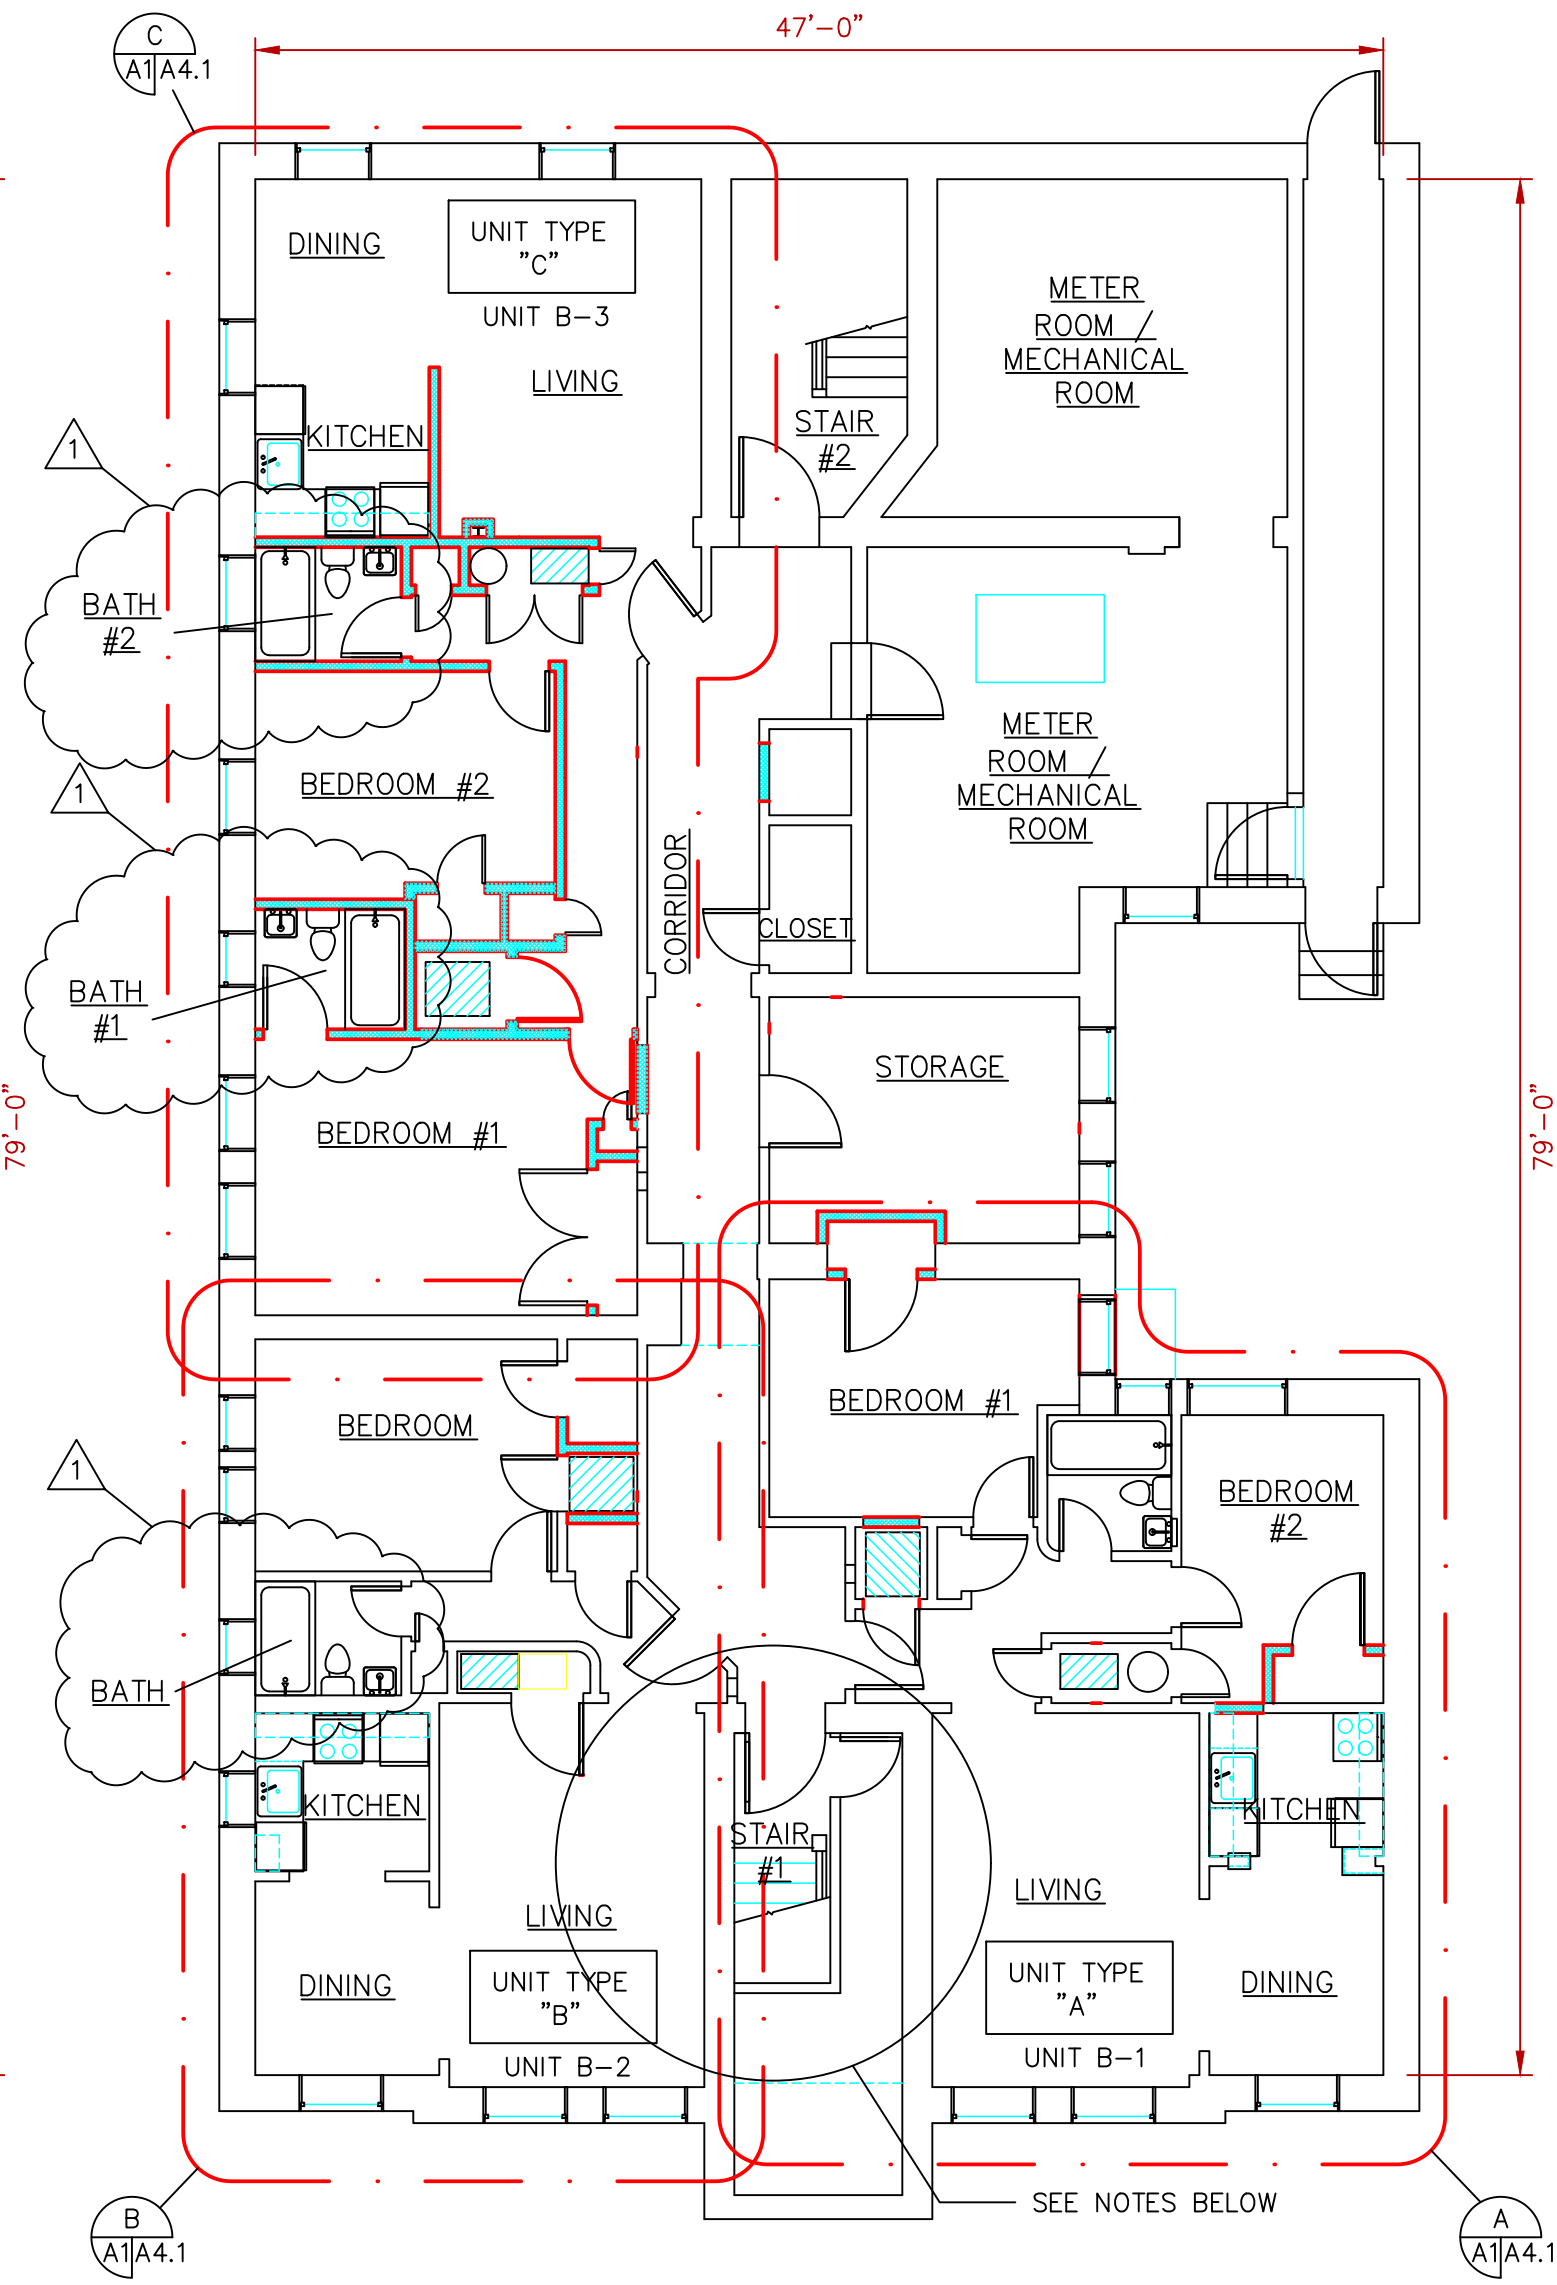 47'-0"
C
A1 A4.1
UNIT TYPE
"C"
UNIT B-3
DINING
LIVING
KITCHEN
METER
ROOM /
MECHANICAL
ROOM
STAIR
#2
1
BATH
#2
BEDROOM #2
METER
ROOM /
MECHANICAL
ROOM
1
CORRIDOR
CLOSET
BATH
#1
STORAGE
BEDROOM #1
79'-0"
79'-0"
BEDROOM
BEDROOM #1
BEDROOM
#2
1
BATH
KITCHEN
STAIR
#1
KITCHEN
LIVING
LIVING
DINING
UNIT TYPE
"B"
UNIT B-2
UNIT TYPE
"A"
UNIT B-1
DINING
SEE NOTES BELOW
B
A1 A4.1
A
A1 A4.1